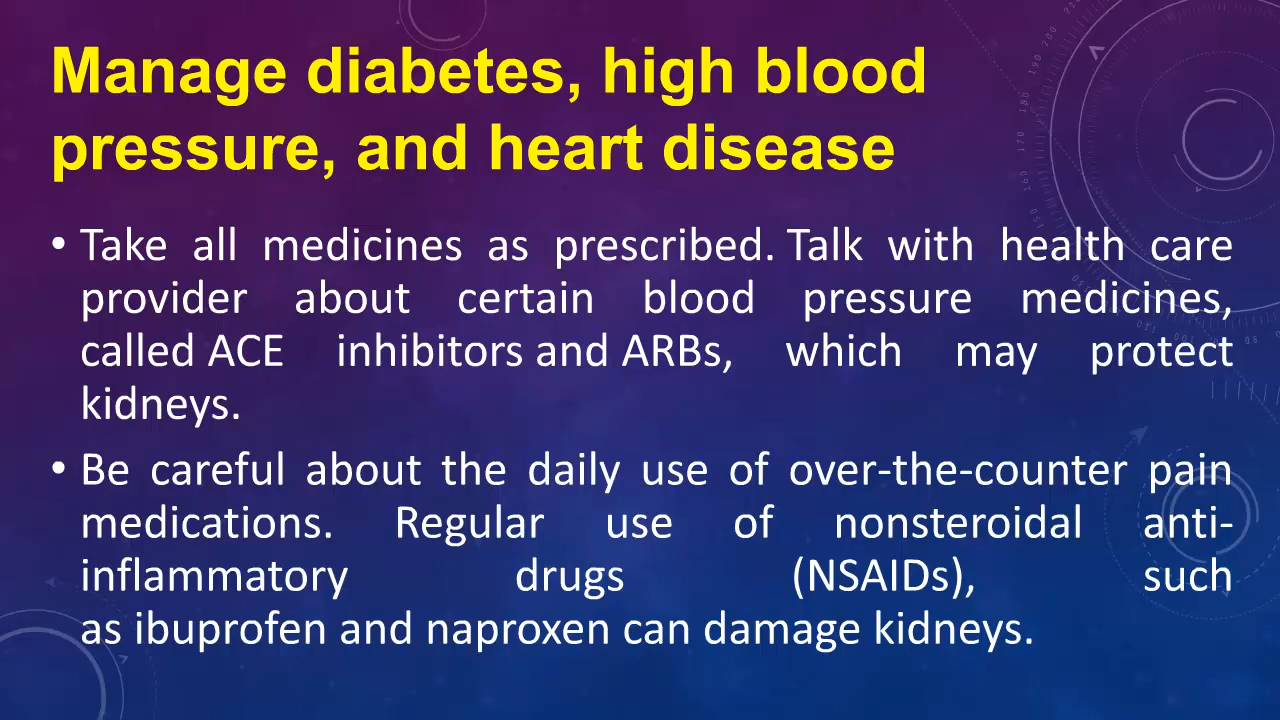 Manage diabetes, high blood
pressure, and heart disease
• Take all medicines as prescribed. Talk with health care
provider about certain blood pressure medicines,
called ACE inhibitors and ARBs, which may protect
kidneys.
• Be careful about the daily use of over-the-counter pain
medications. Regular use of nonsteroidal anti-
inflammatory drugs (NSAIDs), such
as ibuprofen and naproxen can damage kidneys.